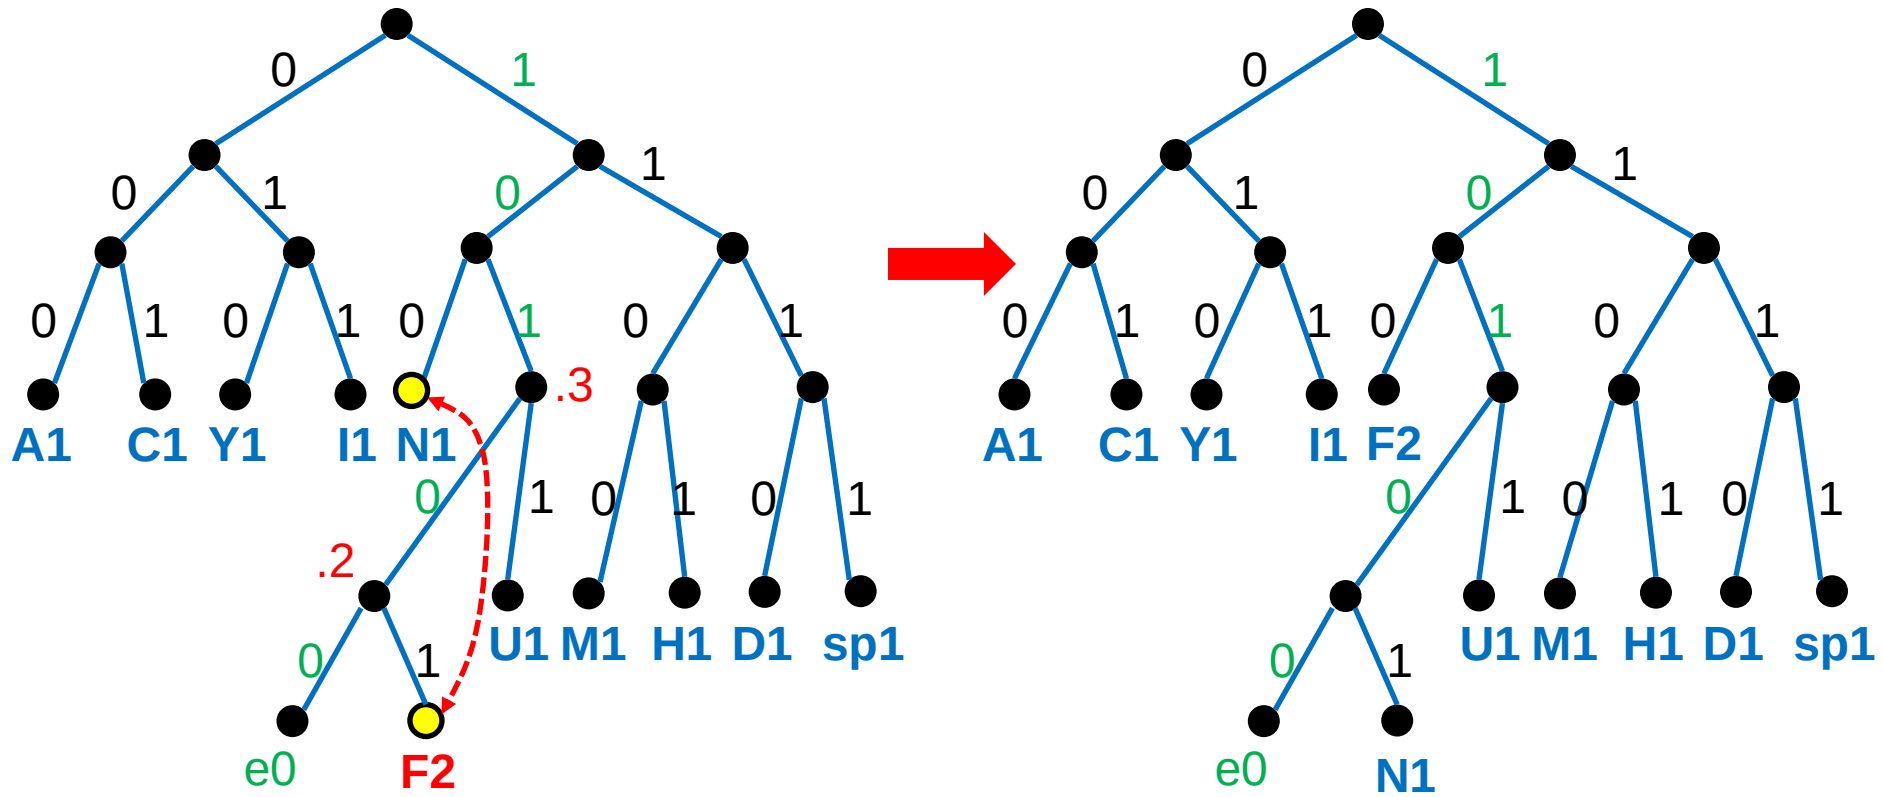 0 1 0 1
0 1 0 1 0 1 0 1
0 1 0 1 0 1 0 1 0 1 0 1 0 1 0 1
.3
A1 C1 Y1 I1 N1 A1 C1 Y1 I1 F2
0 1 0 1 0 1 0 1 0 1 0 1
.2
U1 M1 H1 D1 sp1 U1 M1 H1 D1 sp1
0 1 0 1
e0 F2 e0 N1